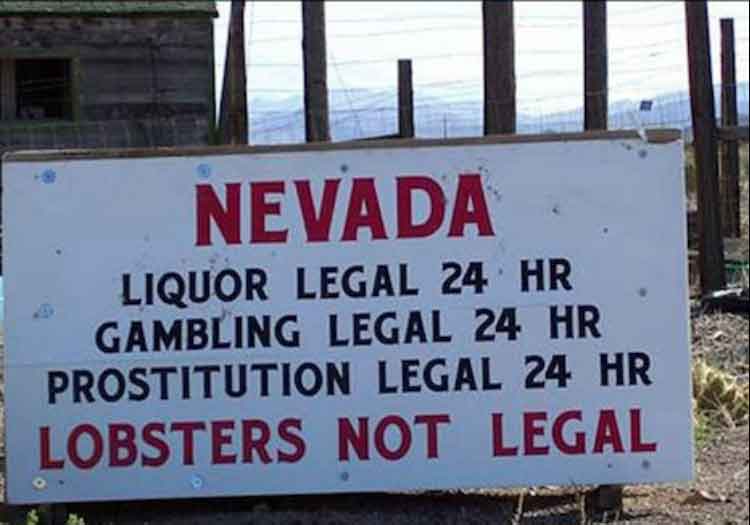 NEVADA
LIQUOR LEGAL 24 HR
GAMBLING LEGAL 24 HR
PROSTITUTION LEGAL 24 HR
LOBSTERS NOT LEGAL